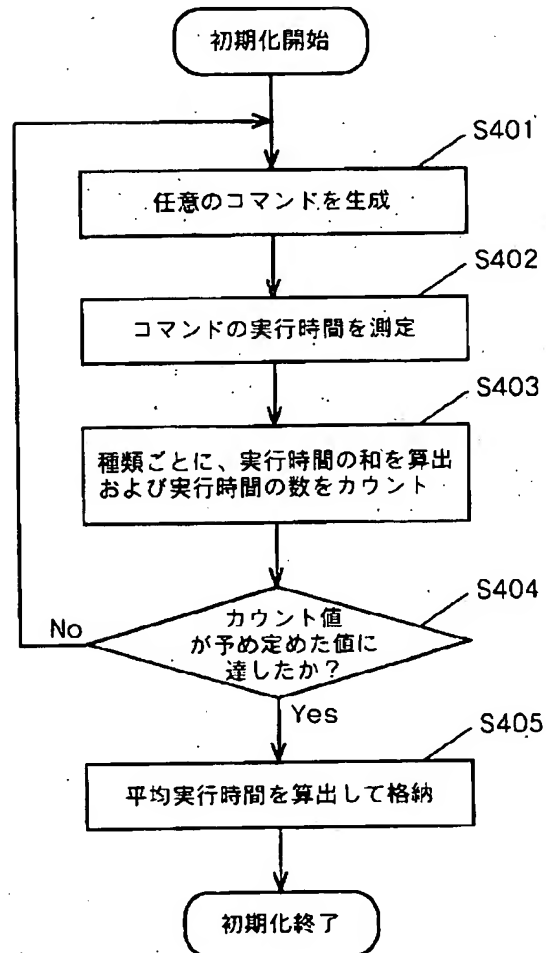 初期化開始
S401
任意のコマンドを生成
S402
コマンドの実行時間を測定
S403
種類ごとに、実行時間の和を算出
および実行時間の数をカウント
S404
カウント値
が予め定めた値に
達したか？
No
Yes
S405
平均実行時間を算出して格納
初期化終了